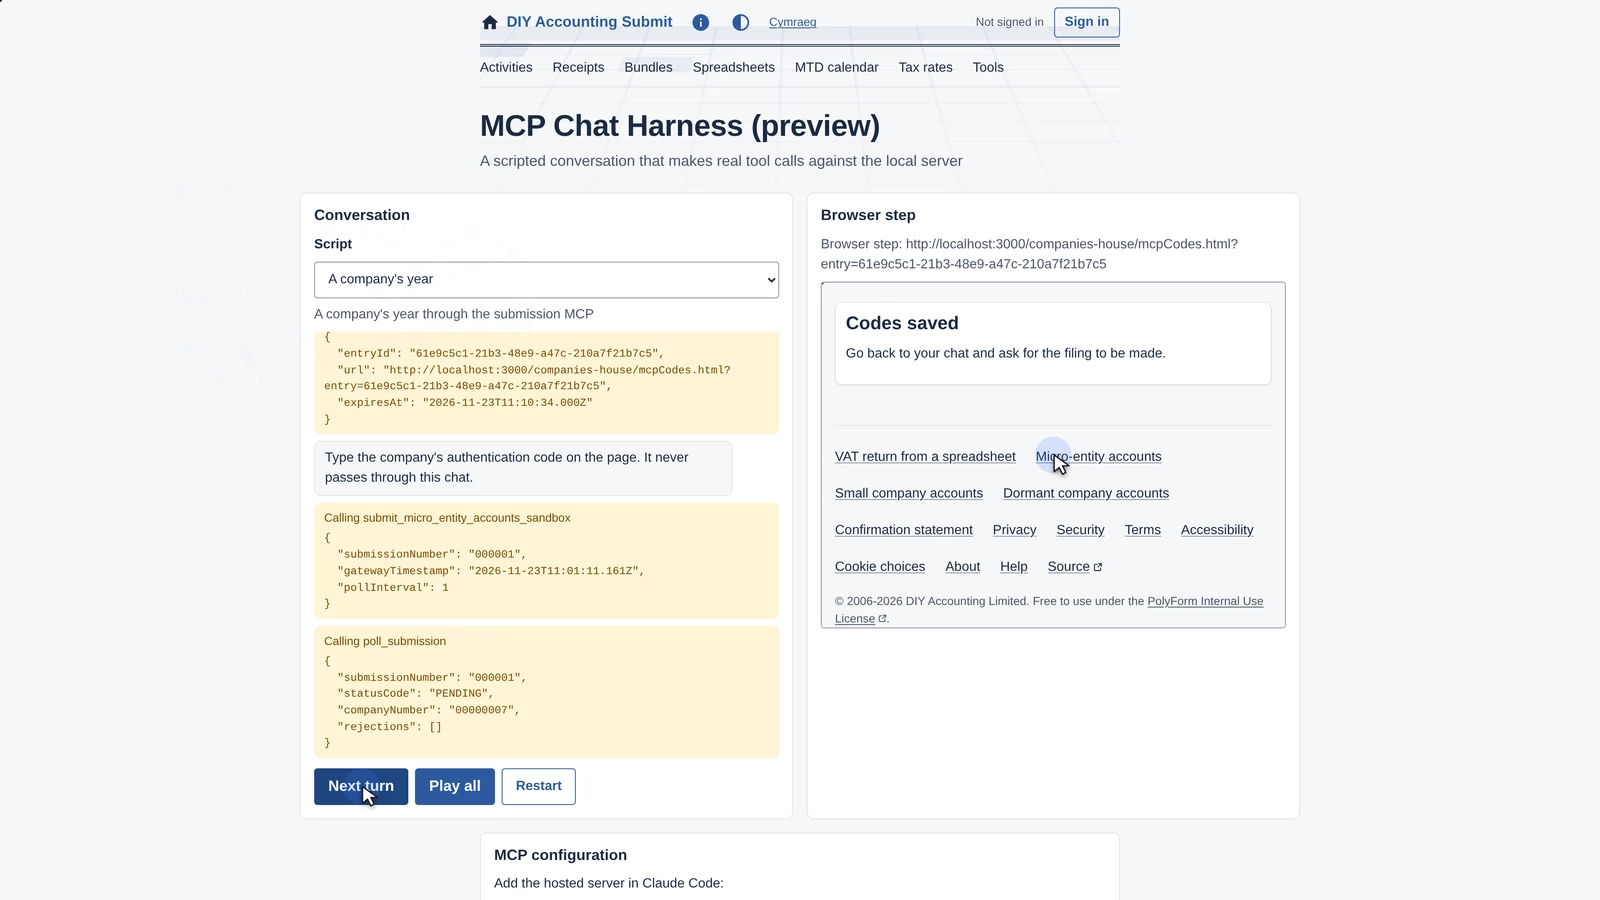 DIY Accounting Submit
Cymraeg
Not signed in
Sign in
Activities
Receipts
Bundles
Spreadsheets
MTD calendar
Tax rates
Tools
MCP Chat Harness (preview)
A scripted conversation that makes real tool calls against the local server
Conversation
Script
A company's year
A company's year through the submission MCP
{
"entryId": "61e9c5c1-21b3-48e9-a47c-210a7f21b7c5",
"url": "http://localhost:3000/companies-house/mcpCodes.html?
entry=61e9c5c1-21b3-48e9-a47c-210a7f21b7c5",
"expiresAt": "2026-11-23T11:10:34.000Z"
}
Type the company's authentication code on the page. It never
passes through this chat.
Calling submit_micro_entity_accounts_sandbox
{
"submissionNumber": "000001",
"gatewayTimestamp": "2026-11-23T11:01:11.161Z",
"pollInterval": 1
}
Calling poll_submission
{
"submissionNumber": "000001",
"statusCode": "PENDING",
"companyNumber": "00000007",
"rejections": []
}
Next turn
Play all
Restart
Browser step
Browser step: http://localhost:3000/companies-house/mcpCodes.html?
entry=61e9c5c1-21b3-48e9-a47c-210a7f21b7c5
Codes saved
Go back to your chat and ask for the filing to be made.
VAT return from a spreadsheet
Micro-entity accounts
Small company accounts
Dormant company accounts
Confirmation statement
Privacy
Security
Terms
Accessibility
Cookie choices
About
Help
Source
© 2006-2026 DIY Accounting Limited. Free to use under the PolyForm Internal Use
License.
MCP configuration
Add the hosted server in Claude Code: